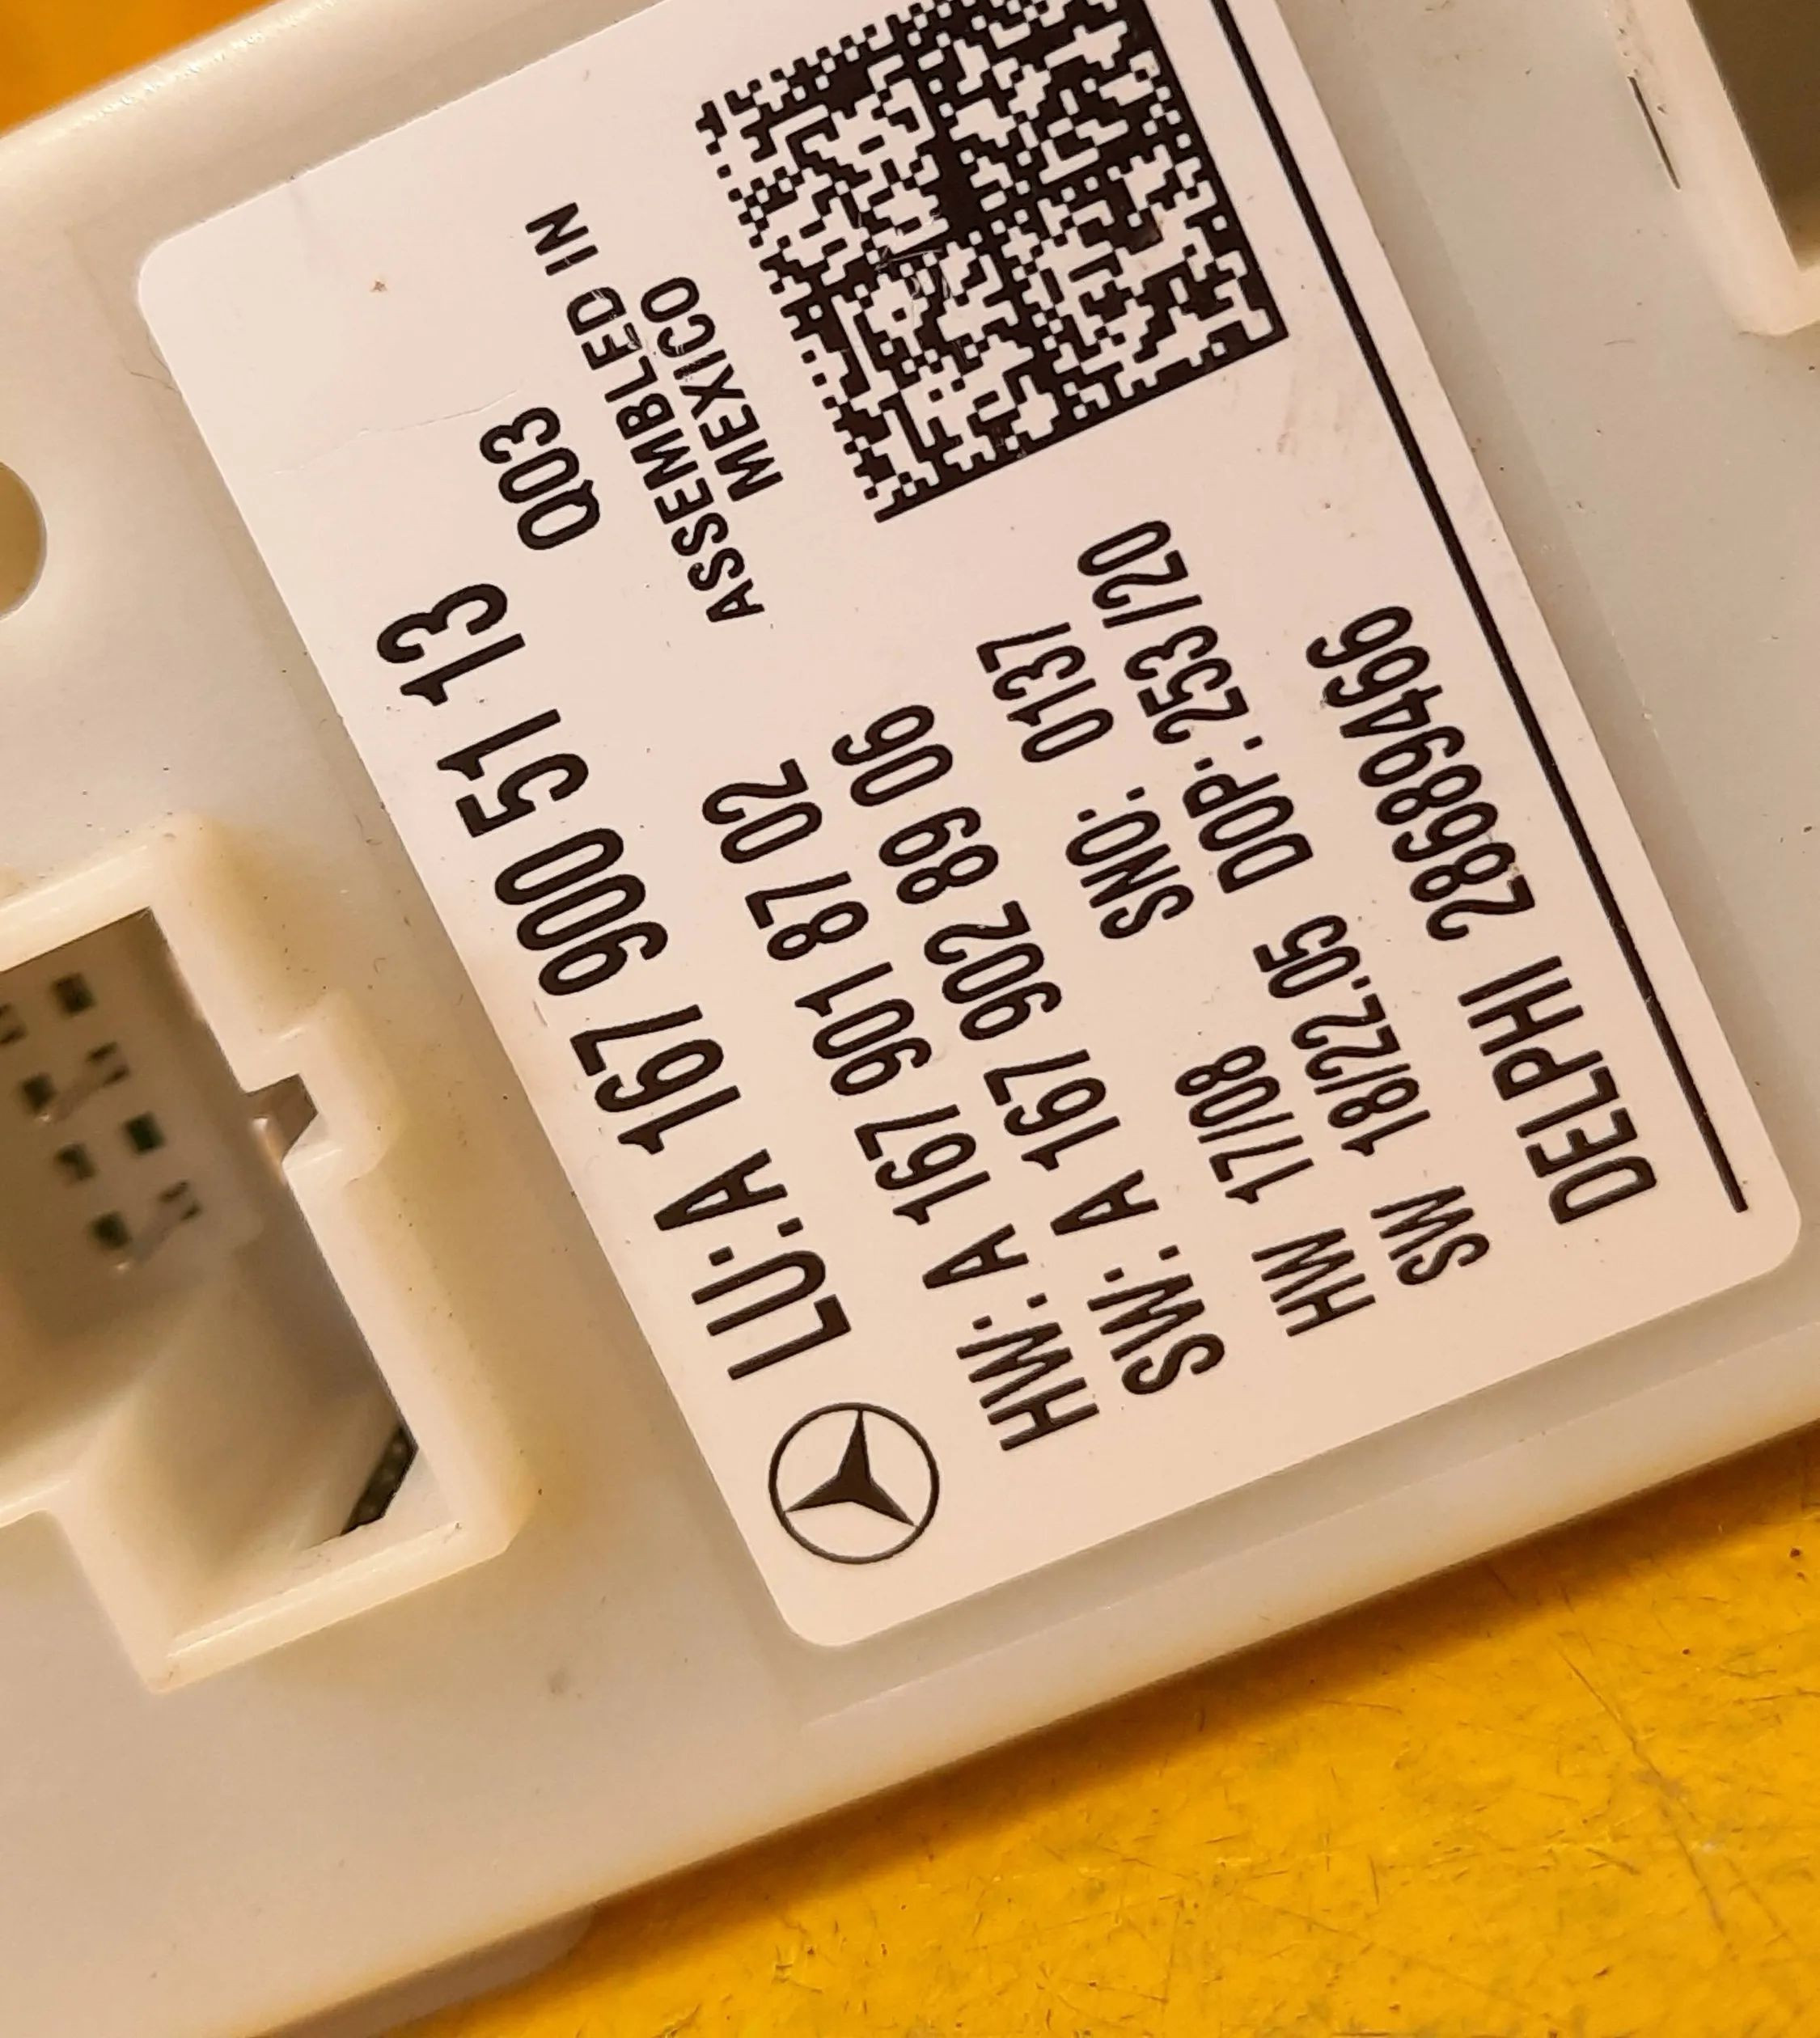 LU: A 167 900 51 13 Q03
HW: A 167 901 87 02
ASSEMBLED IN
MEXICO
SW: A 167 902 89 06
HW 17/08 SNO: 0137
SW 18/22.05 DOP: 253/20
DELPHI 28689466